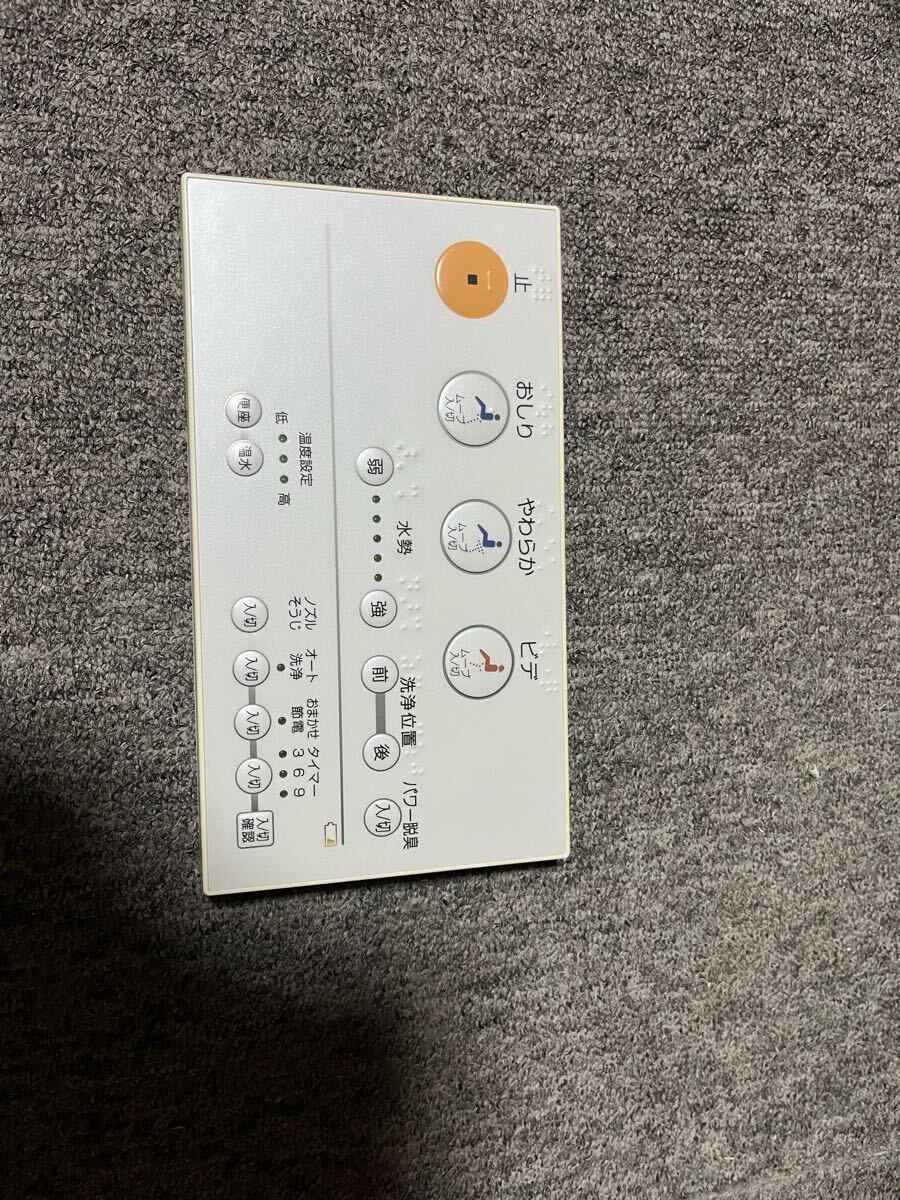 止
おしり
ムーブ
入/切
やわらか
ムーブ
入/切
ビデ
ムーブ
入/切
弱
水勢
強
洗浄位置
前
後
パワー脱臭
入/切
温度設定
低
高
便座
温水
ノズル
そうじ
入/切
オート
洗浄
入/切
おまかせ
節電
入/切
タイマー
3 6 9
入/切
入/切
確認